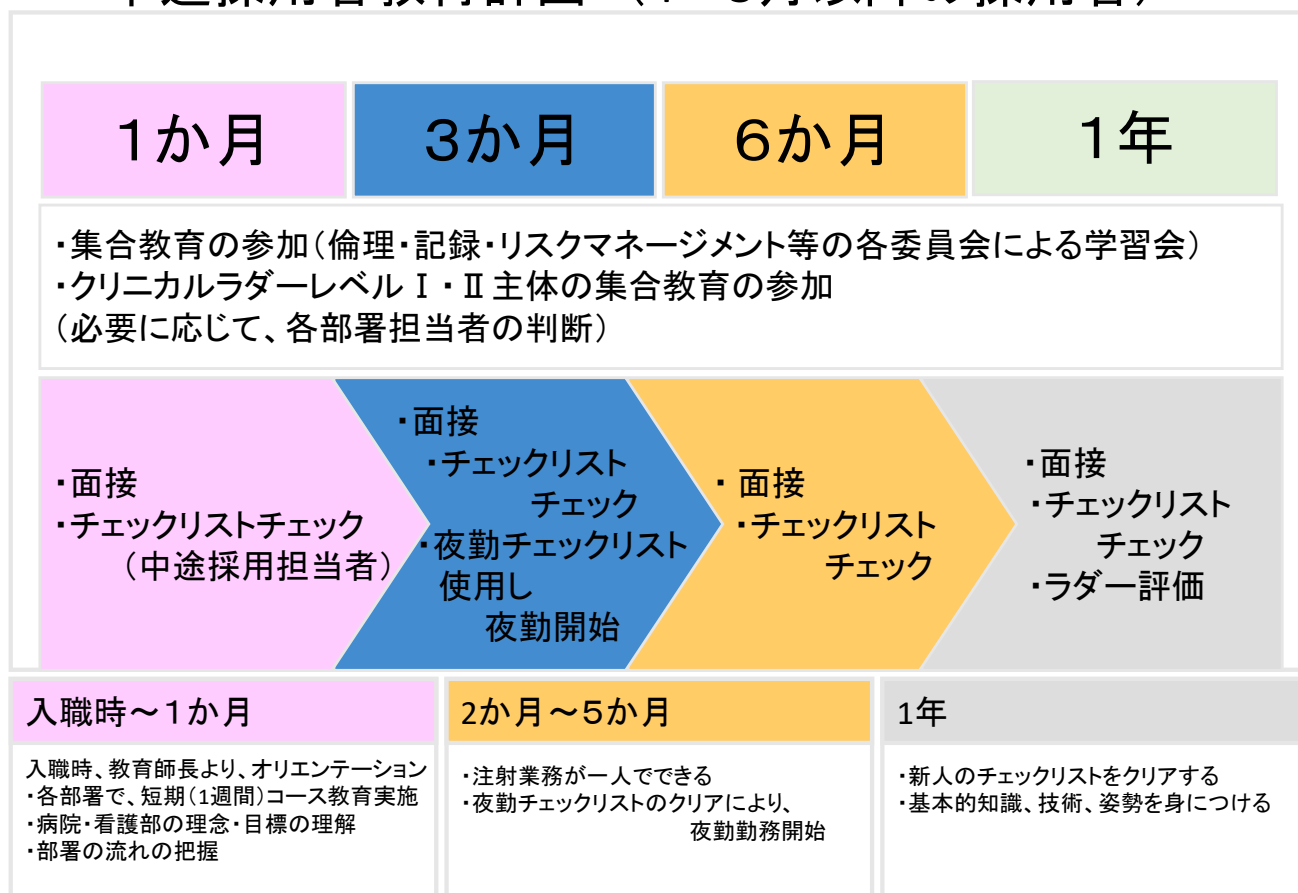 １か月
３か月
６か月
１年
・集合教育の参加（倫理・記録・リスクマネージメント等の各委員会による学習会）
・クリニカルラダーレベルⅠ・Ⅱ主体の集合教育の参加
（必要に応じて、各部署担当者の判断）
・面接
・チェックリストチェック
（中途採用担当者）
・面接
・チェックリスト
チェック
・夜勤チェックリスト
使用し
夜勤開始
・面接
・チェックリスト
チェック
・面接
・チェックリスト
チェック
・ラダー評価
入職時～１か月
入職時、教育師長より、オリエンテーション
・各部署で、短期（1週間）コース教育実施
・病院・看護部の理念・目標の理解
・部署の流れの把握
2か月～５か月
・注射業務が一人でできる
・夜勤チェックリストのクリアにより、
夜勤勤務開始
1年
・新人のチェックリストをクリアする
・基本的知識、技術、姿勢を身につける